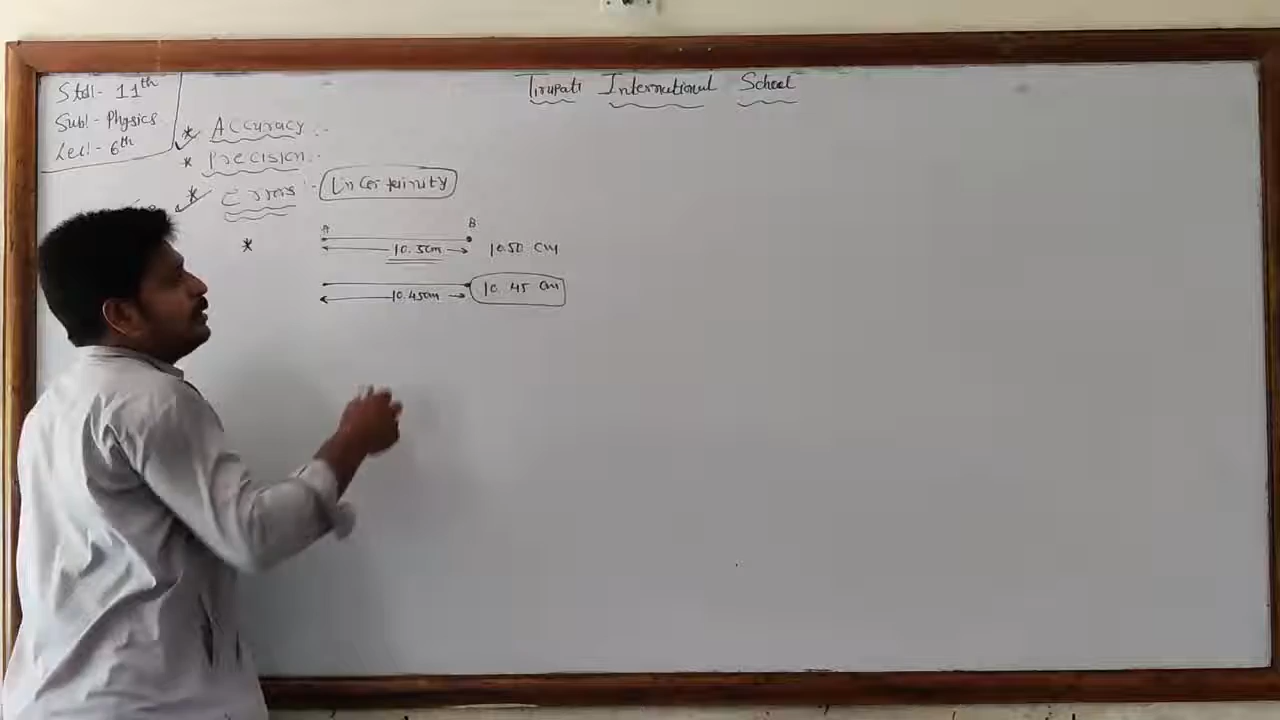 Std:- 11th
Sub:- Physics
Lec:- 6th
Tirupati International School
* Accuracy :-
* Precision :-
* Errors :- Uncertainity
A B
* 10.5cm 10.50 cm
10.45cm 10.45 cm